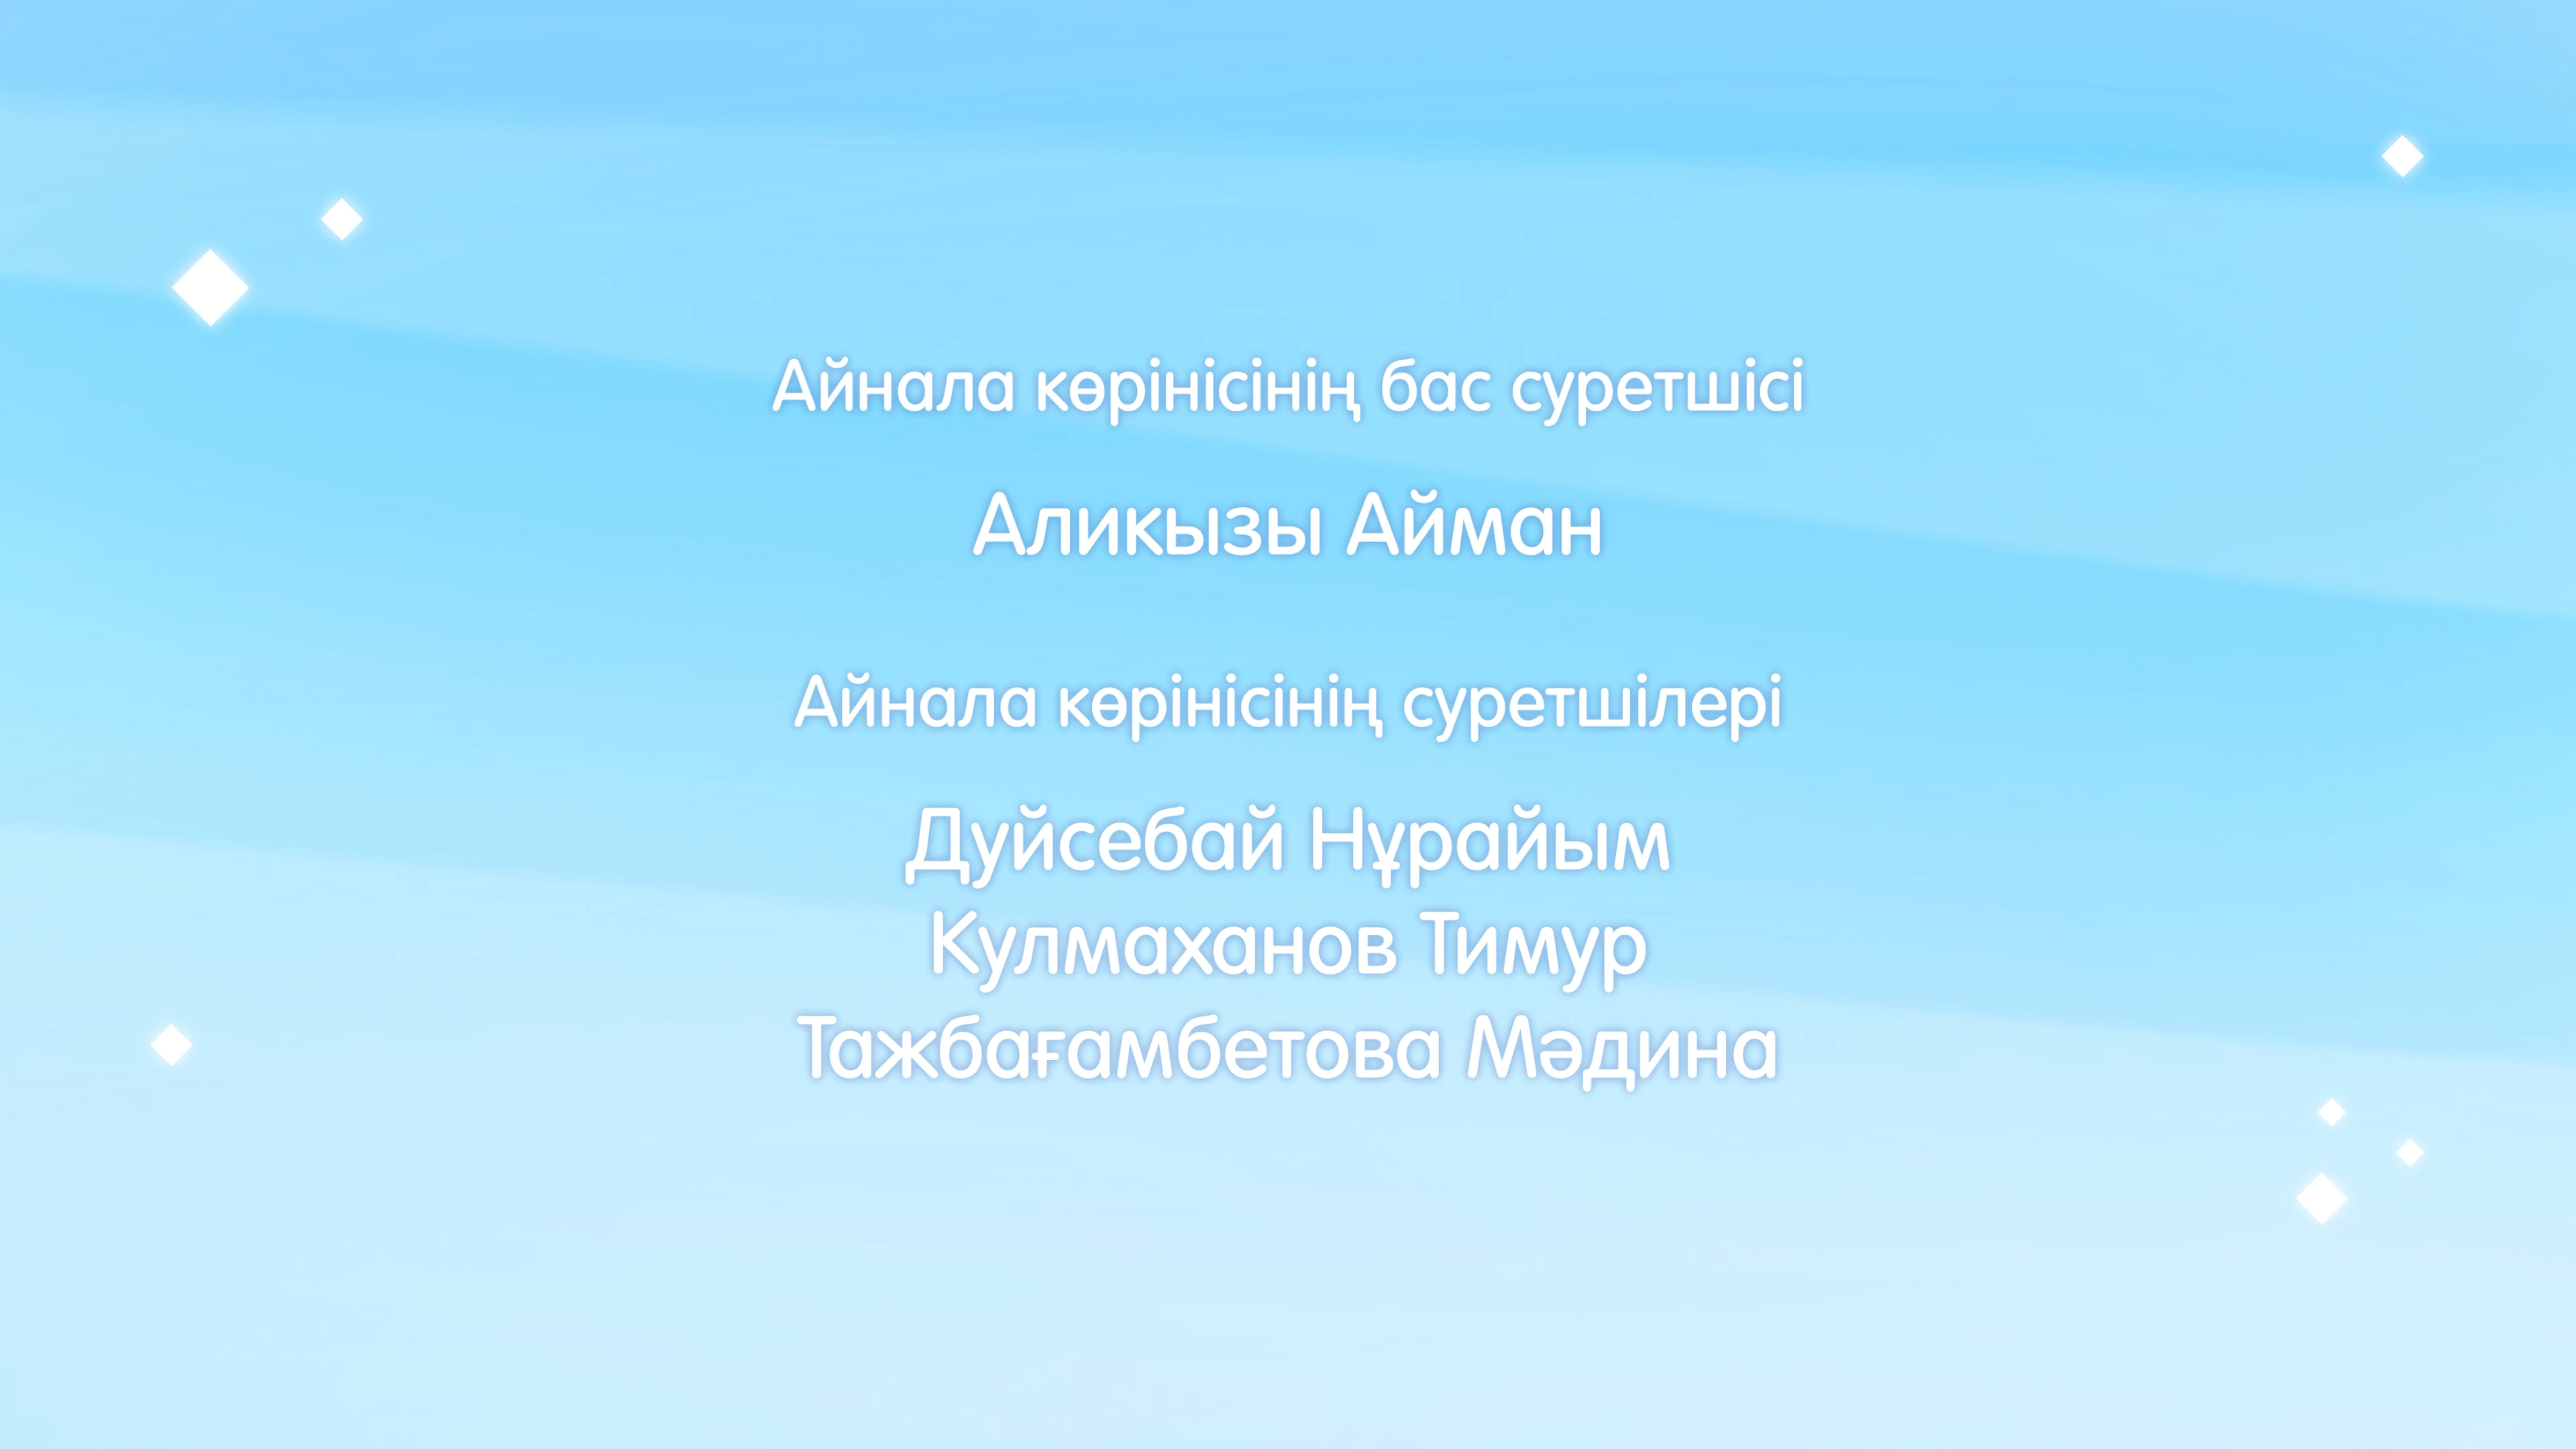 Айнала көрінісінің бас суретшісі
Аликызы Айман
Айнала көрінісінің суретшілері
Дуйсебай Нұрайым
Кулмаханов Тимур
Тажбағамбетова Мәдина